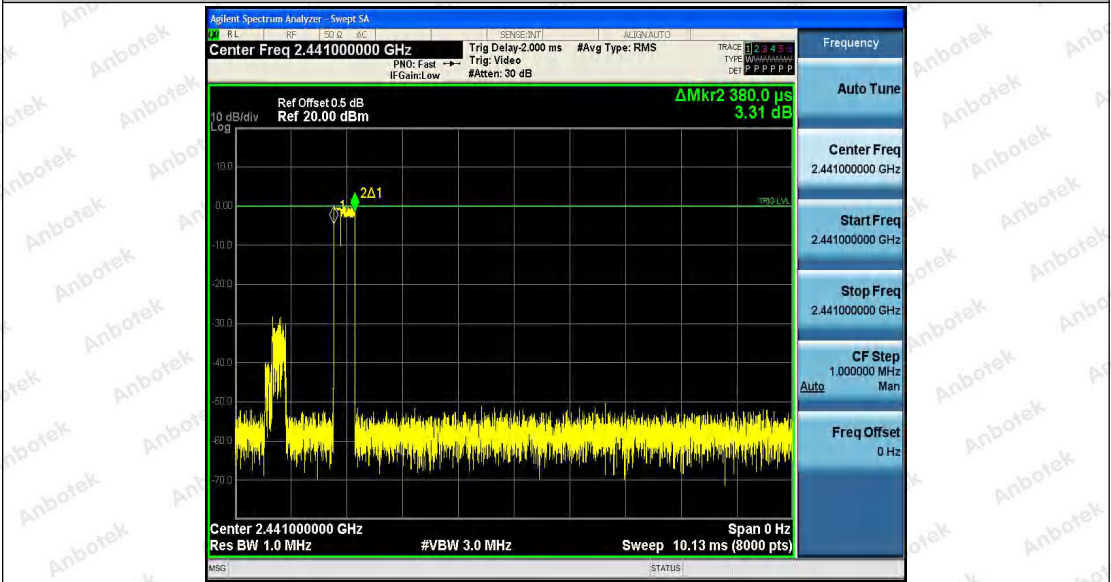 Agilent Spectrum Analyzer - Swept SA
RL RF 50 Ω AC SENSE:INT ALIGN AUTO
Center Freq 2.441000000 GHz
PNO: Fast
IFGain:Low
Trig Delay-2.000 ms
Trig: Video
#Atten: 30 dB
#Avg Type: RMS
TRACE 1 2 3 4 5 6
TYPE
DET P P P P P P
Ref Offset 0.5 dB
10 dB/div Ref 20.00 dBm
Log
ΔMkr2 380.0 µs
3.31 dB
10.0
0.00
-10.0
-20.0
-30.0
-40.0
-50.0
-60.0
-70.0
1
2Δ1
TRIG LVL
Center 2.441000000 GHz Span 0 Hz
Res BW 1.0 MHz #VBW 3.0 MHz Sweep 10.13 ms (8000 pts)
MSG STATUS
Frequency
Auto Tune
Center Freq
2.441000000 GHz
Start Freq
2.441000000 GHz
Stop Freq
2.441000000 GHz
CF Step
1.000000 MHz
Auto Man
Freq Offset
0 Hz
Anbotek